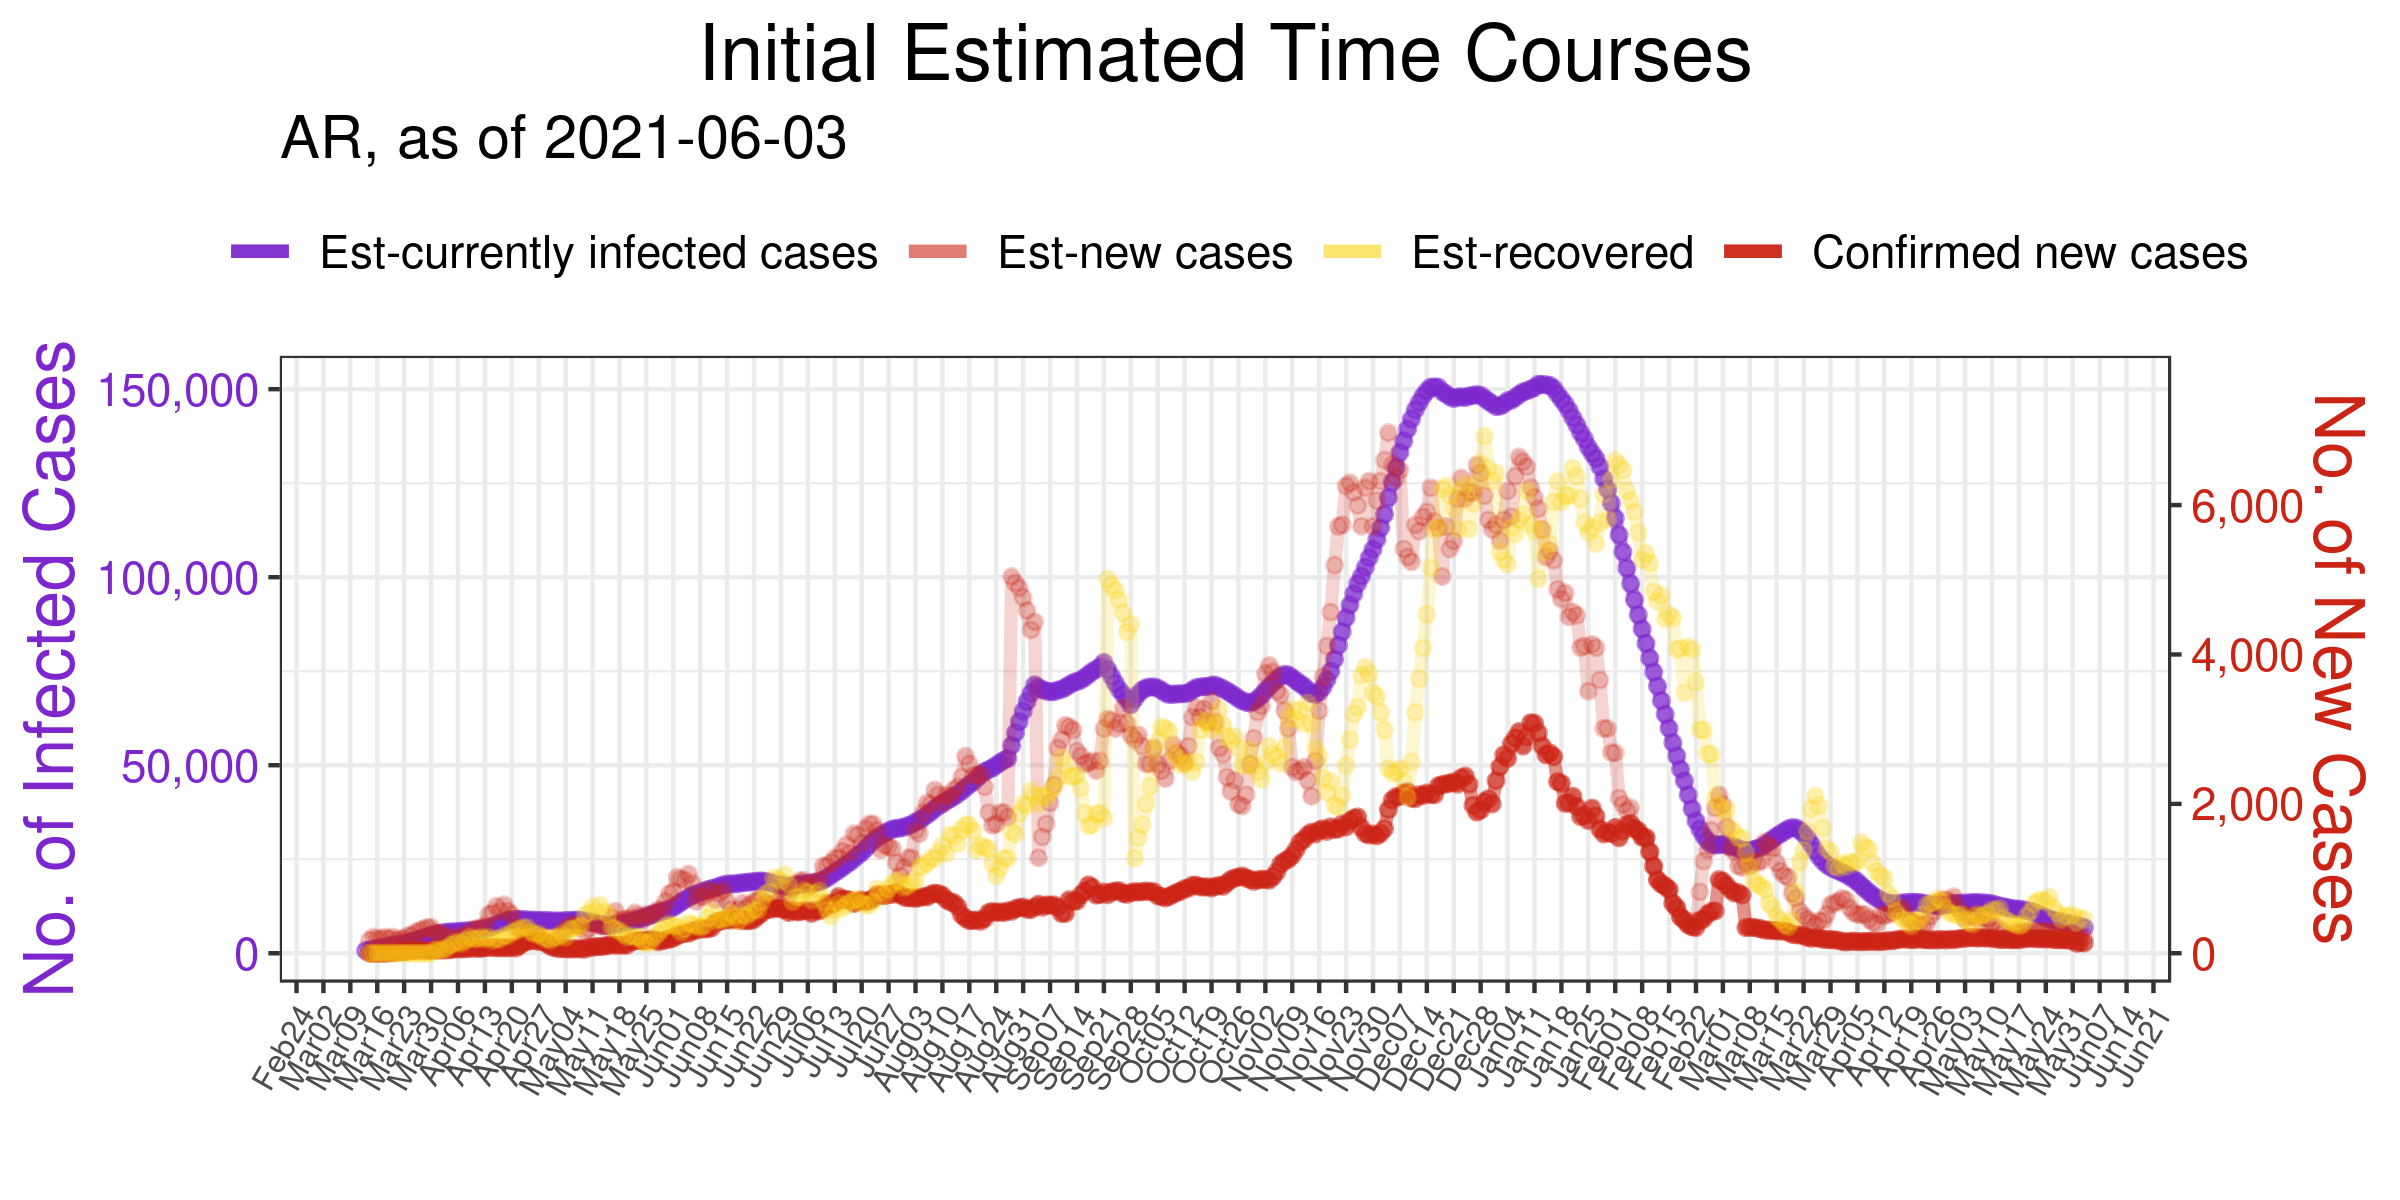 Initial Estimated Time Courses
AR, as of 2021-06-03
Est-currently infected cases Est-new cases Est-recovered Confirmed new cases
No. of Infected Cases
150,000
100,000
50,000
0
No. of New Cases
6,000
4,000
2,000
0
Feb24 Mar02 Mar09 Mar16 Mar23 Mar30 Apr06 Apr13 Apr20 Apr27 May04 May11 May18 May25 Jun01 Jun08 Jun15 Jun22 Jun29 Jul06 Jul13 Jul20 Jul27 Aug03 Aug10 Aug17 Aug24 Aug31 Sep07 Sep14 Sep21 Sep28 Oct05 Oct12 Oct19 Oct26 Nov02 Nov09 Nov16 Nov23 Nov30 Dec07 Dec14 Dec21 Dec28 Jan04 Jan11 Jan18 Jan25 Feb01 Feb08 Feb15 Feb22 Mar01 Mar08 Mar15 Mar22 Mar29 Apr05 Apr12 Apr19 Apr26 May03 May10 May17 May24 May31 Jun07 Jun14 Jun21